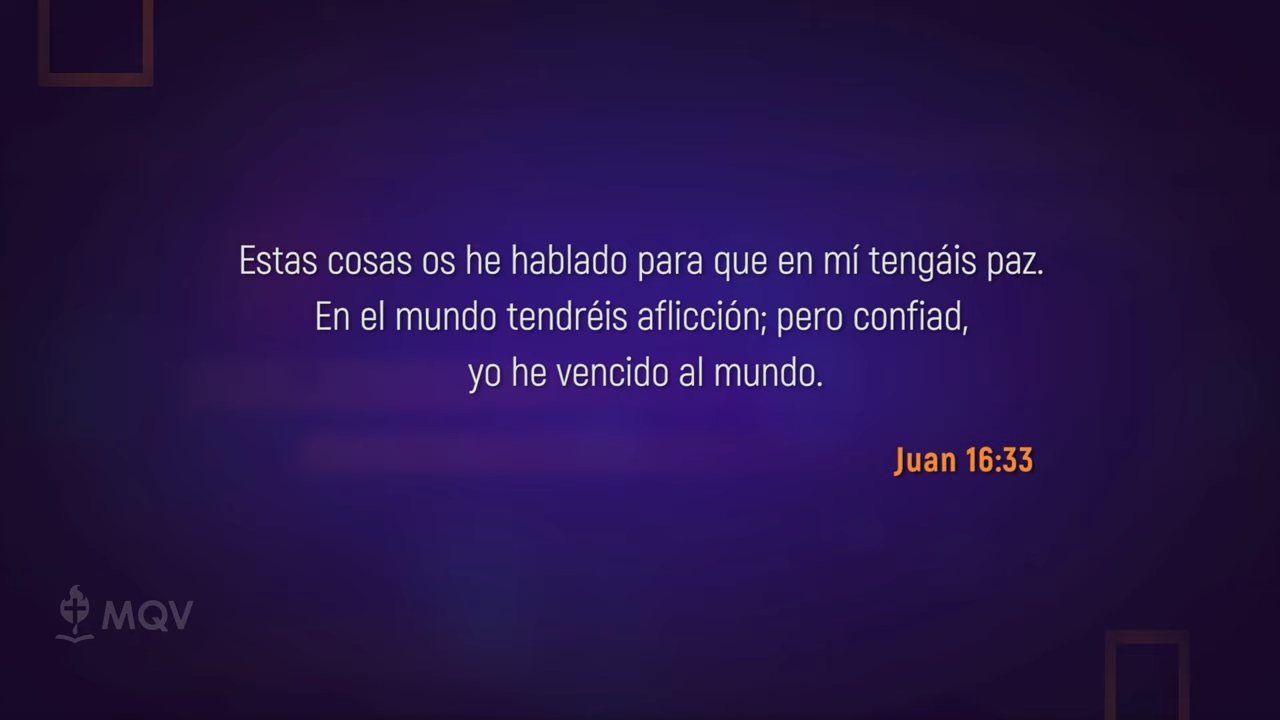 Estas cosas os he hablado para que en mí tengáis paz.
En el mundo tendréis aflicción; pero confiad,
yo he vencido al mundo.
Juan 16:33
MQV